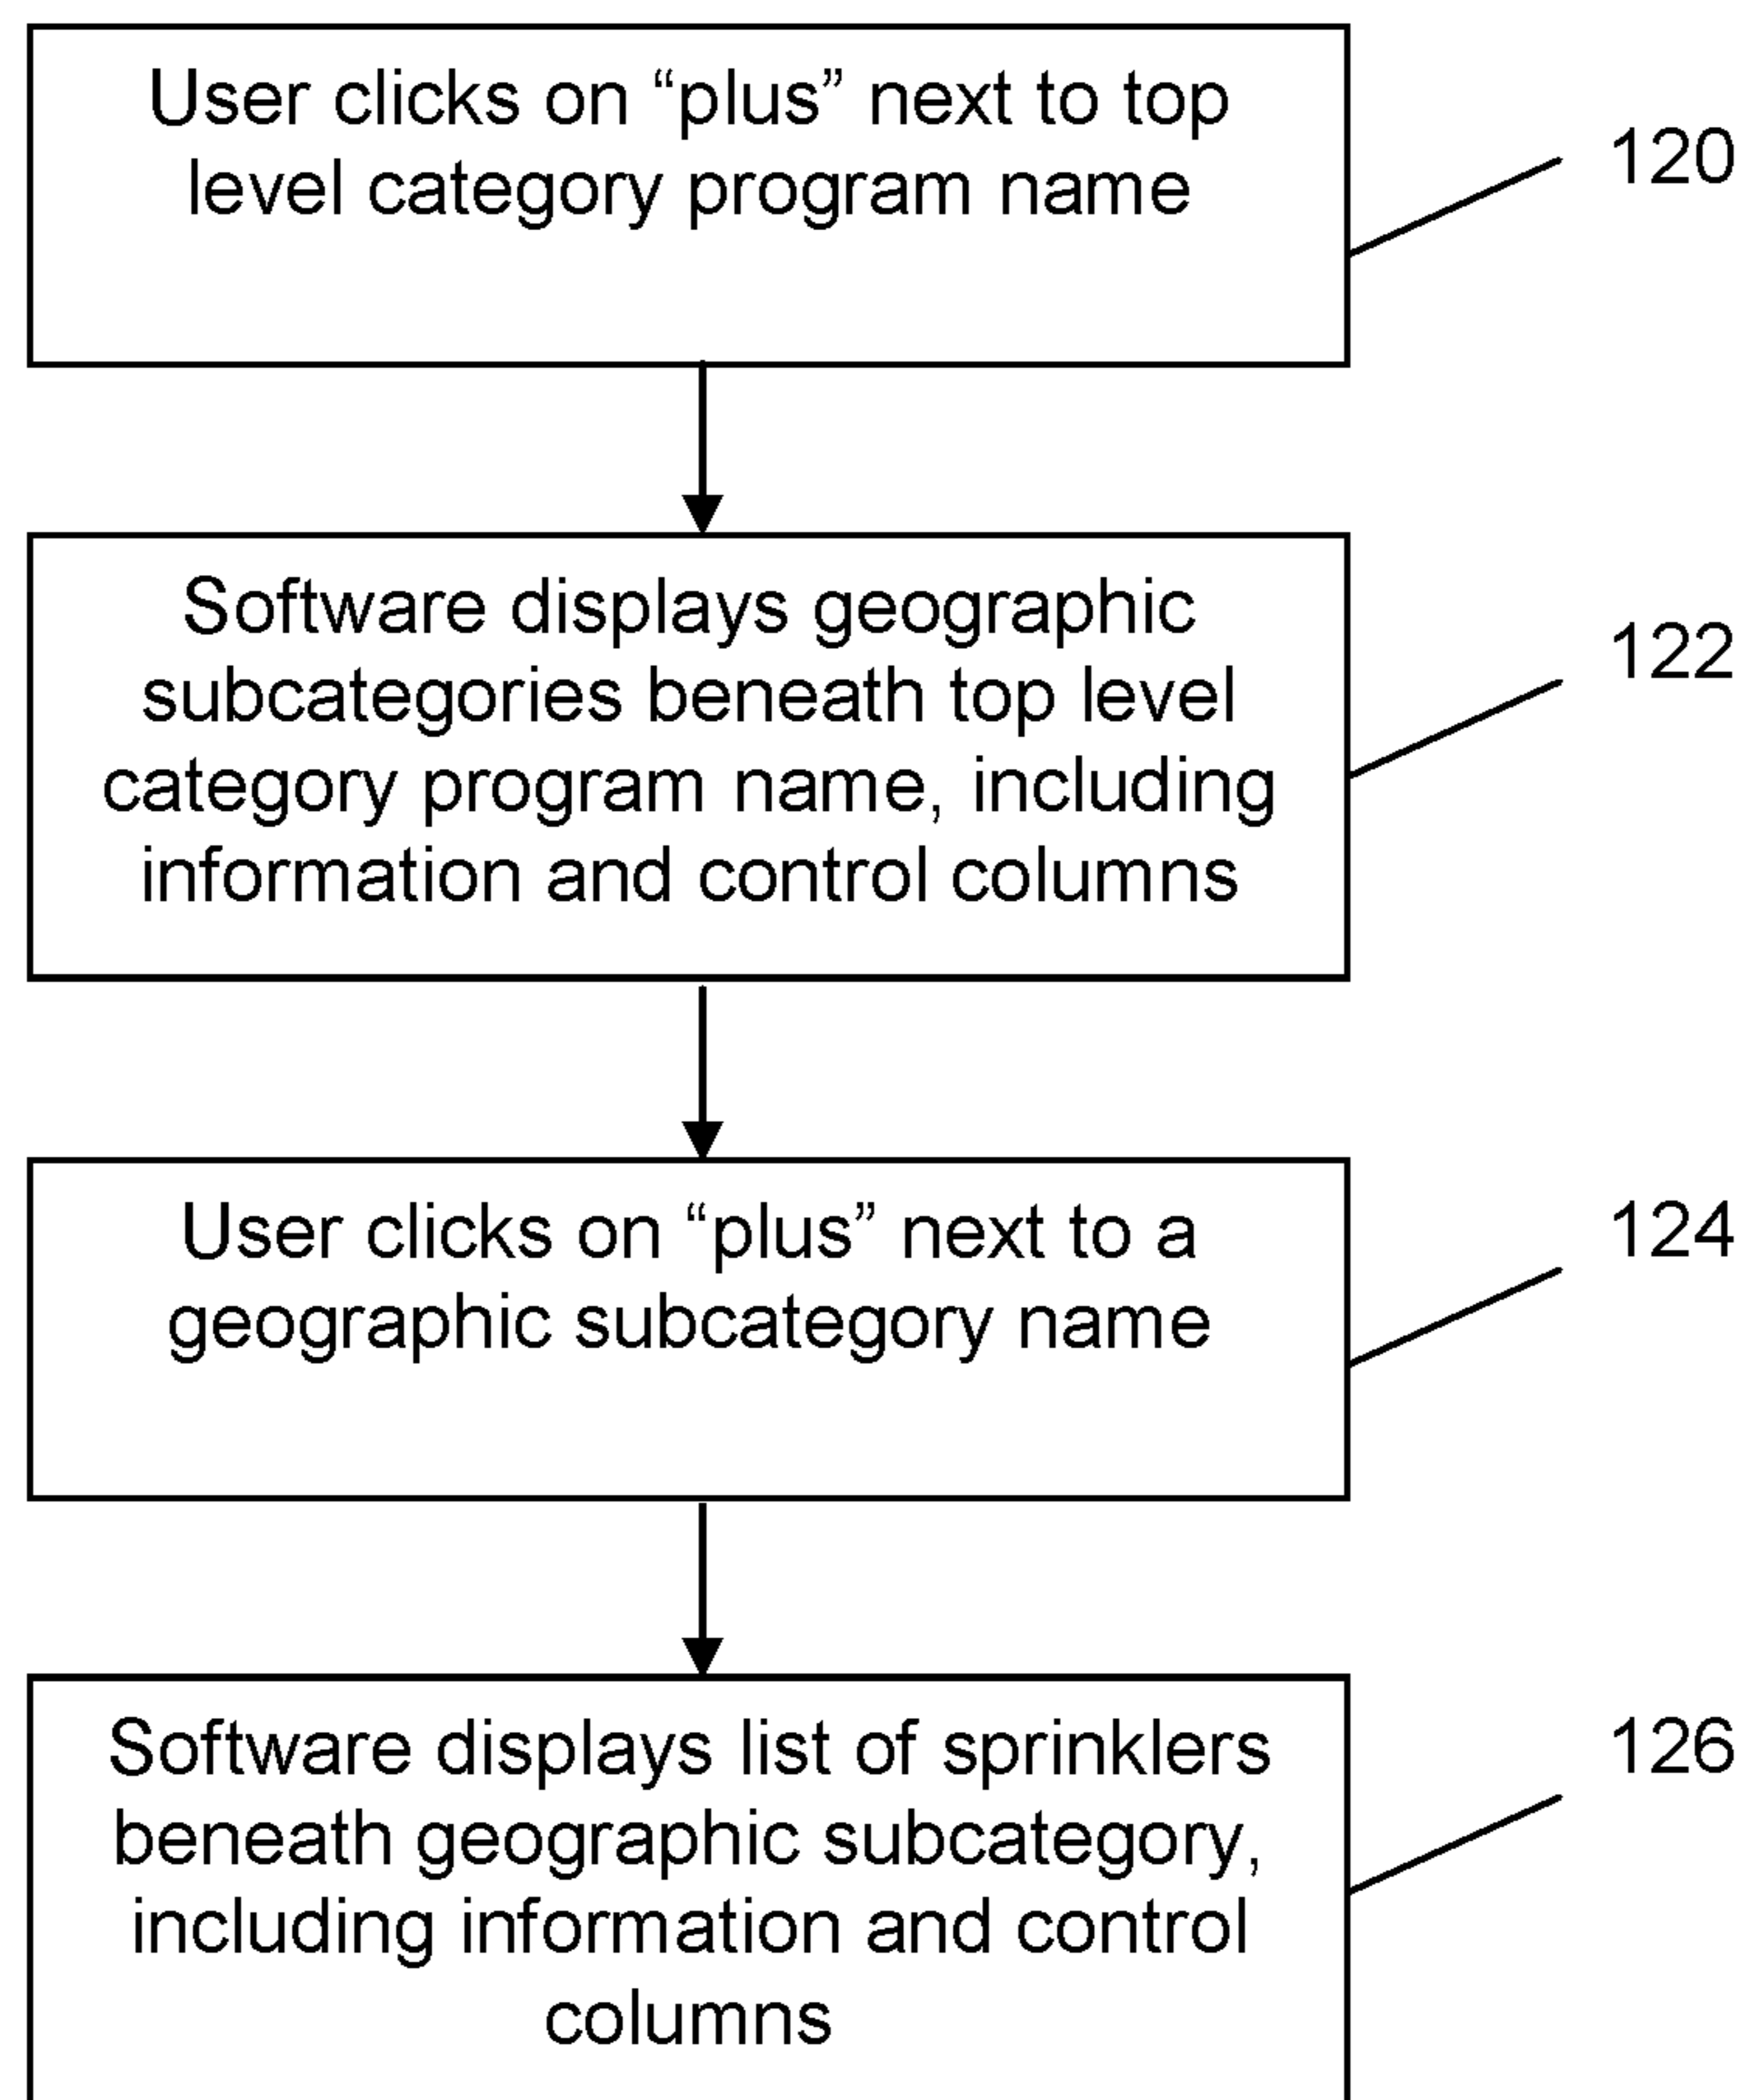 User clicks on “plus” next to top
level category program name
120
Software displays geographic
subcategories beneath top level
category program name, including
information and control columns
122
User clicks on “plus” next to a
geographic subcategory name
124
Software displays list of sprinklers
beneath geographic subcategory,
including information and control
columns
126